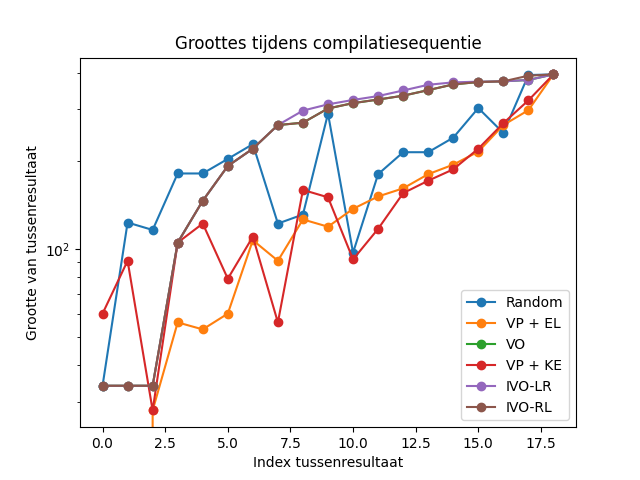 Groottes tijdens compilatiesequentie
Grootte van tussenresultaat
10²
0.0 2.5 5.0 7.5 10.0 12.5 15.0 17.5
Index tussenresultaat
Random
VP + EL
VO
VP + KE
IVO-LR
IVO-RL